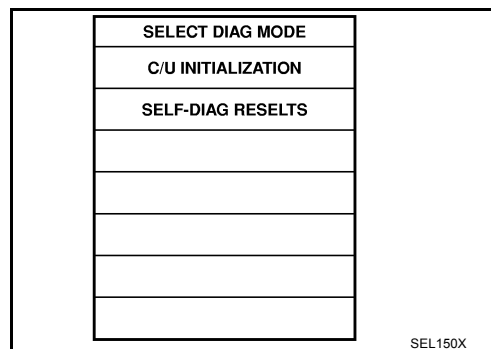 SELECT DIAG MODE
C/U INITIALIZATION
SELF-DIAG RESELTS
SEL150X